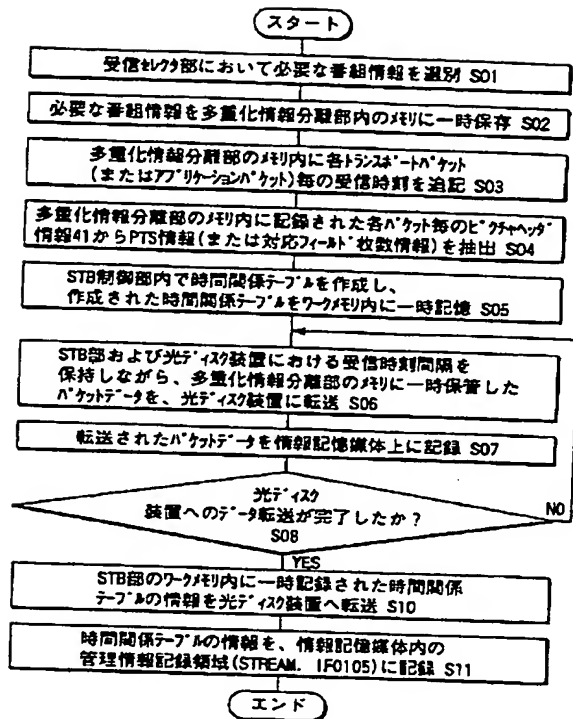 スタート
受信セレクタ部において必要な番組情報を選別 S01
必要な番組情報を多重化情報分離部内のメモリに一時保存 S02
多重化情報分離部のメモリ内に各トランスポートパケット
(またはアプリケーションパケット)毎の受信時刻を追記 S03
多重化情報分離部のメモリ内に記録された各パケット毎のピクチャヘッダ
情報41からPTS情報(または対応フィールド枚数情報)を抽出 S04
STB制御部内で時間関係テーブルを作成し、
作成された時間関係テーブルをワークメモリ内に一時記憶 S05
STB部および光ディスク装置における受信時刻間隔を
保持しながら、多重化情報分離部のメモリに一時保管した
パケットデータを、光ディスク装置に転送 S06
転送されたパケットデータを情報記憶媒体上に記録 S07
光ディスク
装置へのデータ転送が完了したか?
S08
NO
YES
STB部のワークメモリ内に一時記録された時間関係
テーブルの情報を光ディスク装置へ転送 S10
時間関係テーブルの情報を、情報記憶媒体内の
管理情報記録領域(STREAM. IFO105)に記録 S11
エンド